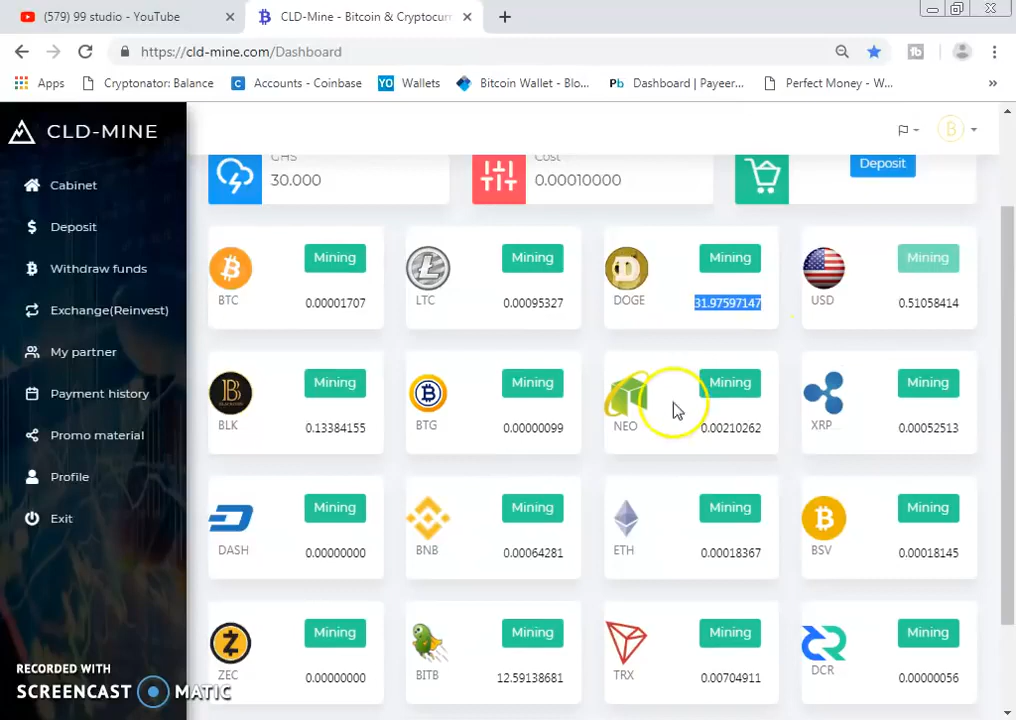 (579) 99 studio - YouTube
CLD-Mine - Bitcoin & Cryptocur
https://cld-mine.com/Dashboard
Apps
Cryptonator: Balance
Accounts - Coinbase
YO Wallets
Bitcoin Wallet - Blo...
Pb Dashboard | Payeer...
Perfect Money - W...
»
CLD-MINE
Cabinet
Deposit
Withdraw funds
Exchange(Reinvest)
My partner
Payment history
Promo material
Profile
Exit
GHS
30.000
Cost
0.00010000
Deposit
Mining
Mining
Mining
Mining
BTC
0.00001707
LTC
0.00095327
DOGE
31.97597147
USD
0.51058414
Mining
Mining
Mining
Mining
BLK
0.13384155
BTG
0.00000099
NEO
0.00210262
XRP
0.00052513
Mining
Mining
Mining
Mining
DASH
0.00000000
BNB
0.00064281
ETH
0.00018367
BSV
0.00018145
Mining
Mining
Mining
Mining
ZEC
0.00000000
BITB
12.59138681
TRX
0.00704911
DCR
0.00000056
RECORDED WITH
SCREENCAST MATIC